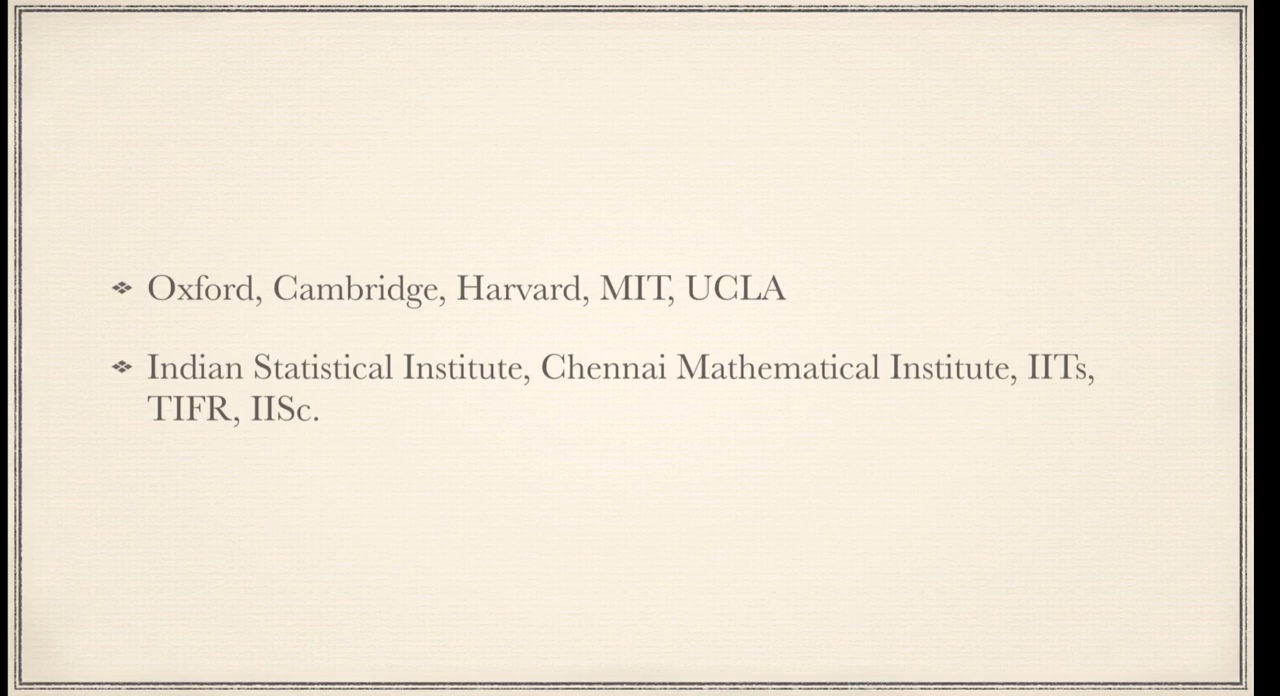 ❖ Oxford, Cambridge, Harvard, MIT, UCLA
❖ Indian Statistical Institute, Chennai Mathematical Institute, IITs,
TIFR, IISc.